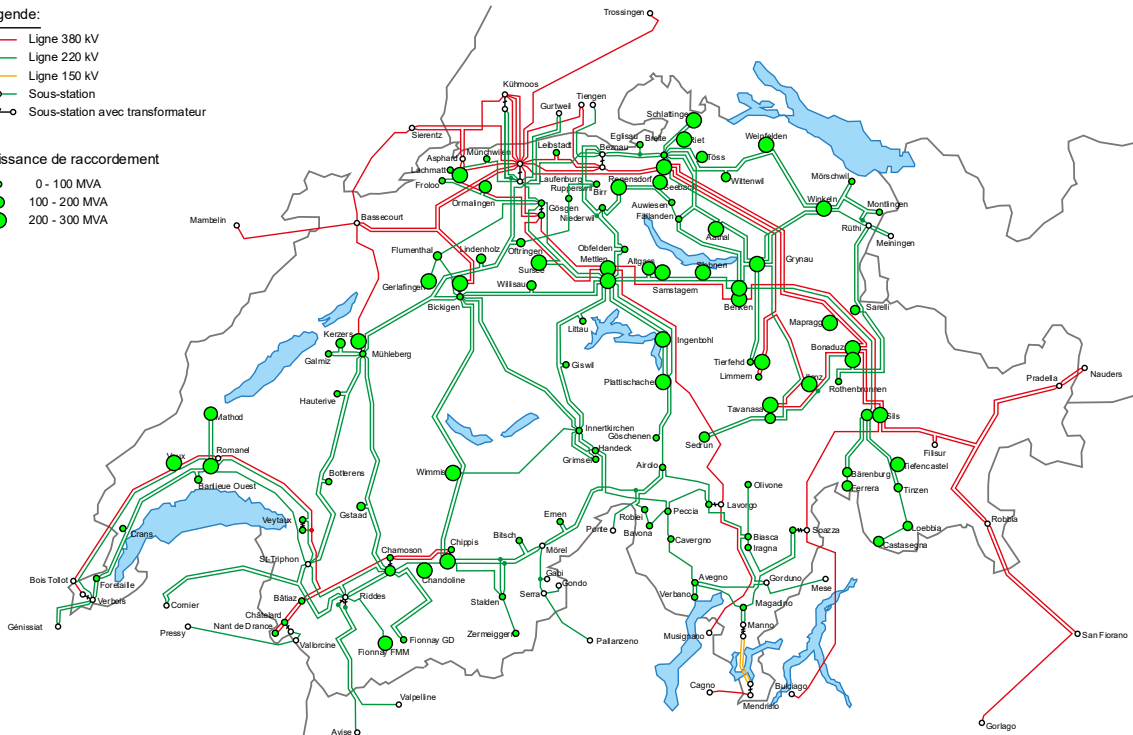 gende:
Ligne 380 kV
Ligne 220 kV
Ligne 150 kV
Sous-station
Sous-station avec transformateur
issance de raccordement
0 - 100 MVA
100 - 200 MVA
200 - 300 MVA
Trossingen
Kühmoos
Tiengen
Gurtweil
Schlattingen
Sierentz
Eglisau
Breite
Riet
Weinfelden
Leibstadt
Beznau
Asphard
Münchwilen
Töss
Lachmatt
Froloo
Laufenburg
Regensdorf
Seebach
Wittenwil
Mörschwil
Rupperswil
Birr
Ormalingen
Gösgen
Niederwil
Auwiesen
Fällanden
Winkeln
Montlingen
Mambelin
Bassecourt
Aathal
Rüthi
Meiningen
Flumenthal
Lindenholz
Oftringen
Obfelden
Mettlen
Altgass
Siebnen
Grynau
Sursee
Gerlafingen
Willisau
Samstagern
Bickigen
Benken
Sarelli
Littau
Mapragg
Kerzers
Ingenbohl
Bonaduz
Galmiz
Mühleberg
Giswil
Tierfehd
Limmern
Nauders
Pradella
Plattischachen
Ilanz
Rothenbrunnen
Hauterive
Tavanasa
Sils
Mathod
Innertkirchen
Göschenen
Sedrun
Handeck
Grimsel
Filisur
Romanel
Vaux
Airolo
Tiefencastel
Wimmis
Bärenburg
Botterens
Banlieue Ouest
Olivone
Ferrera
Tinzen
Gstaad
Lavorgo
Veytaux
Ernen
Robiei
Peccia
Robbia
Crans
Ponte
Bavona
Soazza
Loebbia
Bitsch
Biasca
Chippis
Cavergno
Iragna
Castasegna
Chamoson
Mörel
St-Triphon
Bois Tollot
Foretaille
Chandoline
Gabi
Gondo
Avegno
Gorduno
Mese
Verbois
Serra
Verbano
Bâtiaz
Riddes
Stalden
Cornier
Magadino
Châtelard
Génissiat
Pressy
Nant de Drance
Zermeiggern
Manno
Vallorcine
Fionnay GD
Pallanzeno
Musignano
San Fiorano
Fionnay FMM
Cagno
Bulciago
Valpelline
Mendrisio
Gorlago
Avise